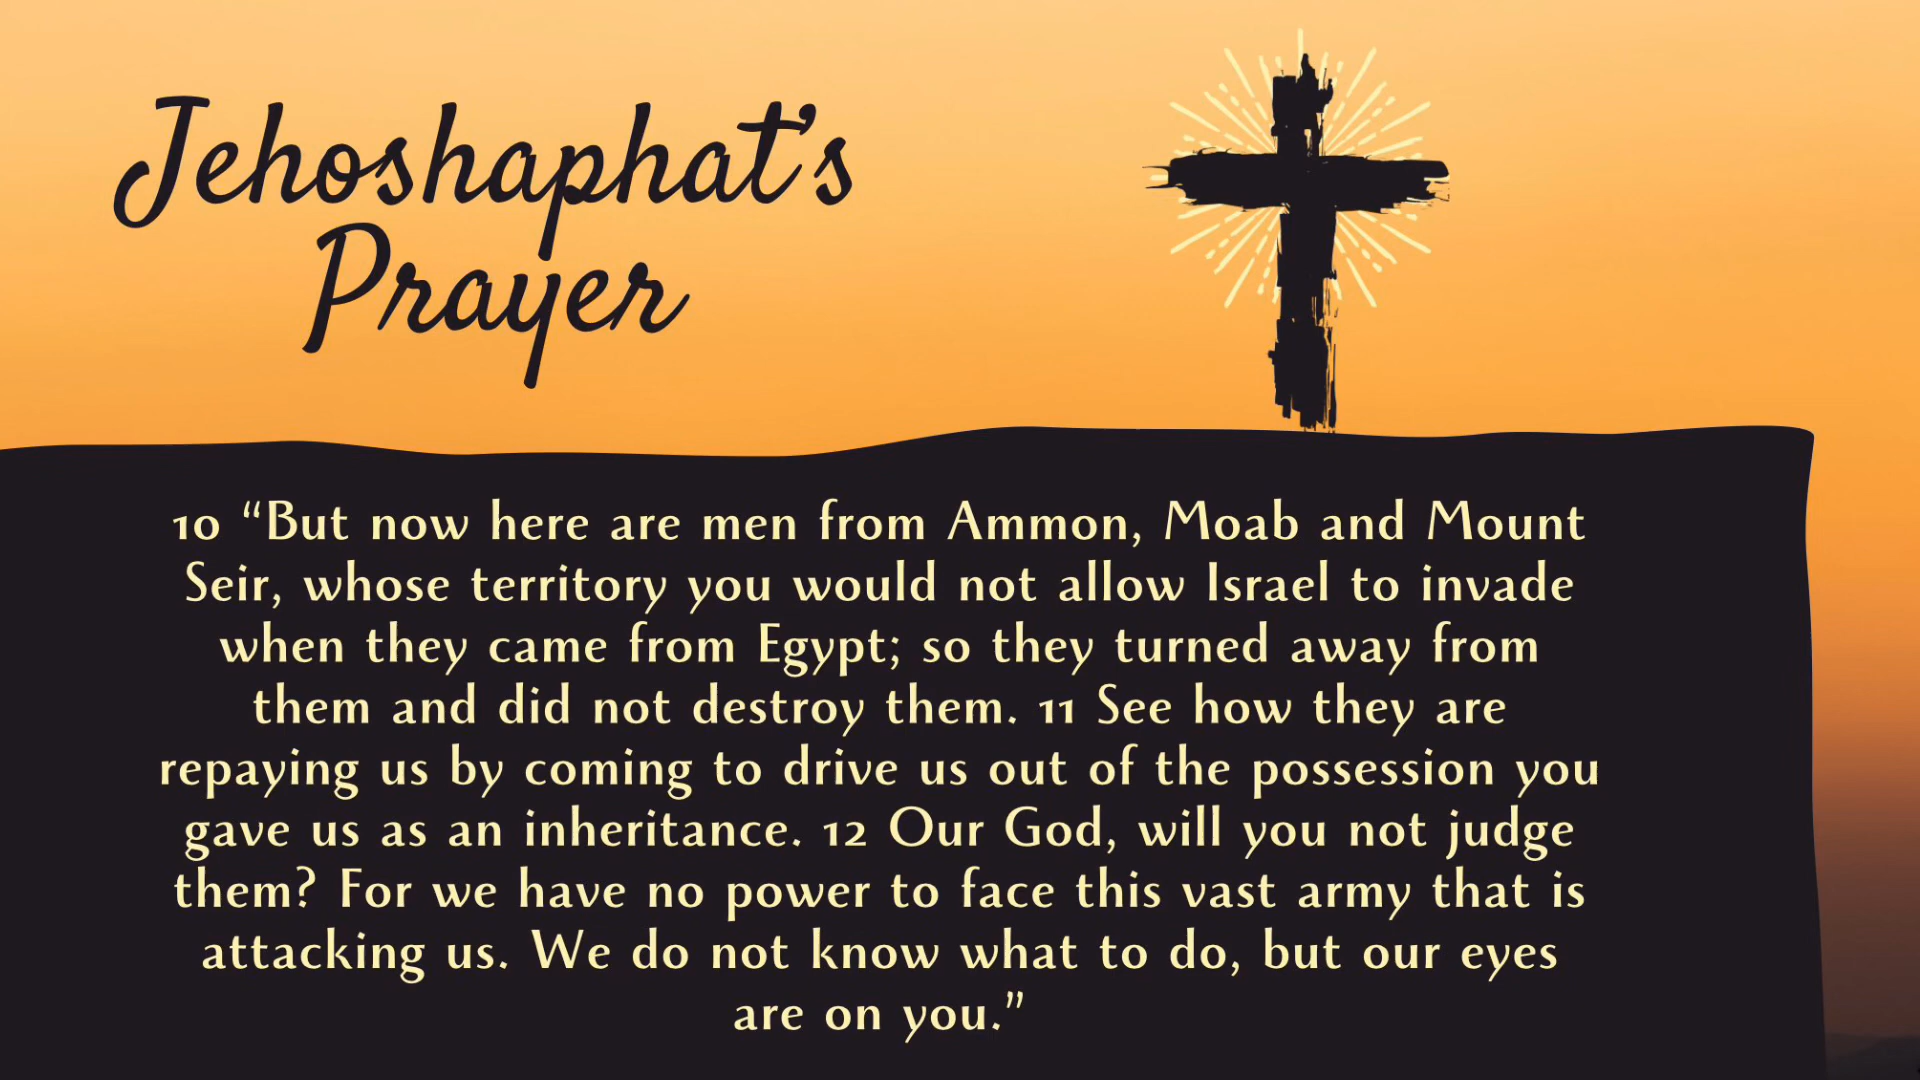 Jehoshaphat’s
Prayer
10 “But now here are men from Ammon, Moab and Mount
Seir, whose territory you would not allow Israel to invade
when they came from Egypt; so they turned away from
them and did not destroy them. 11 See how they are
repaying us by coming to drive us out of the possession you
gave us as an inheritance. 12 Our God, will you not judge
them? For we have no power to face this vast army that is
attacking us. We do not know what to do, but our eyes
are on you.”